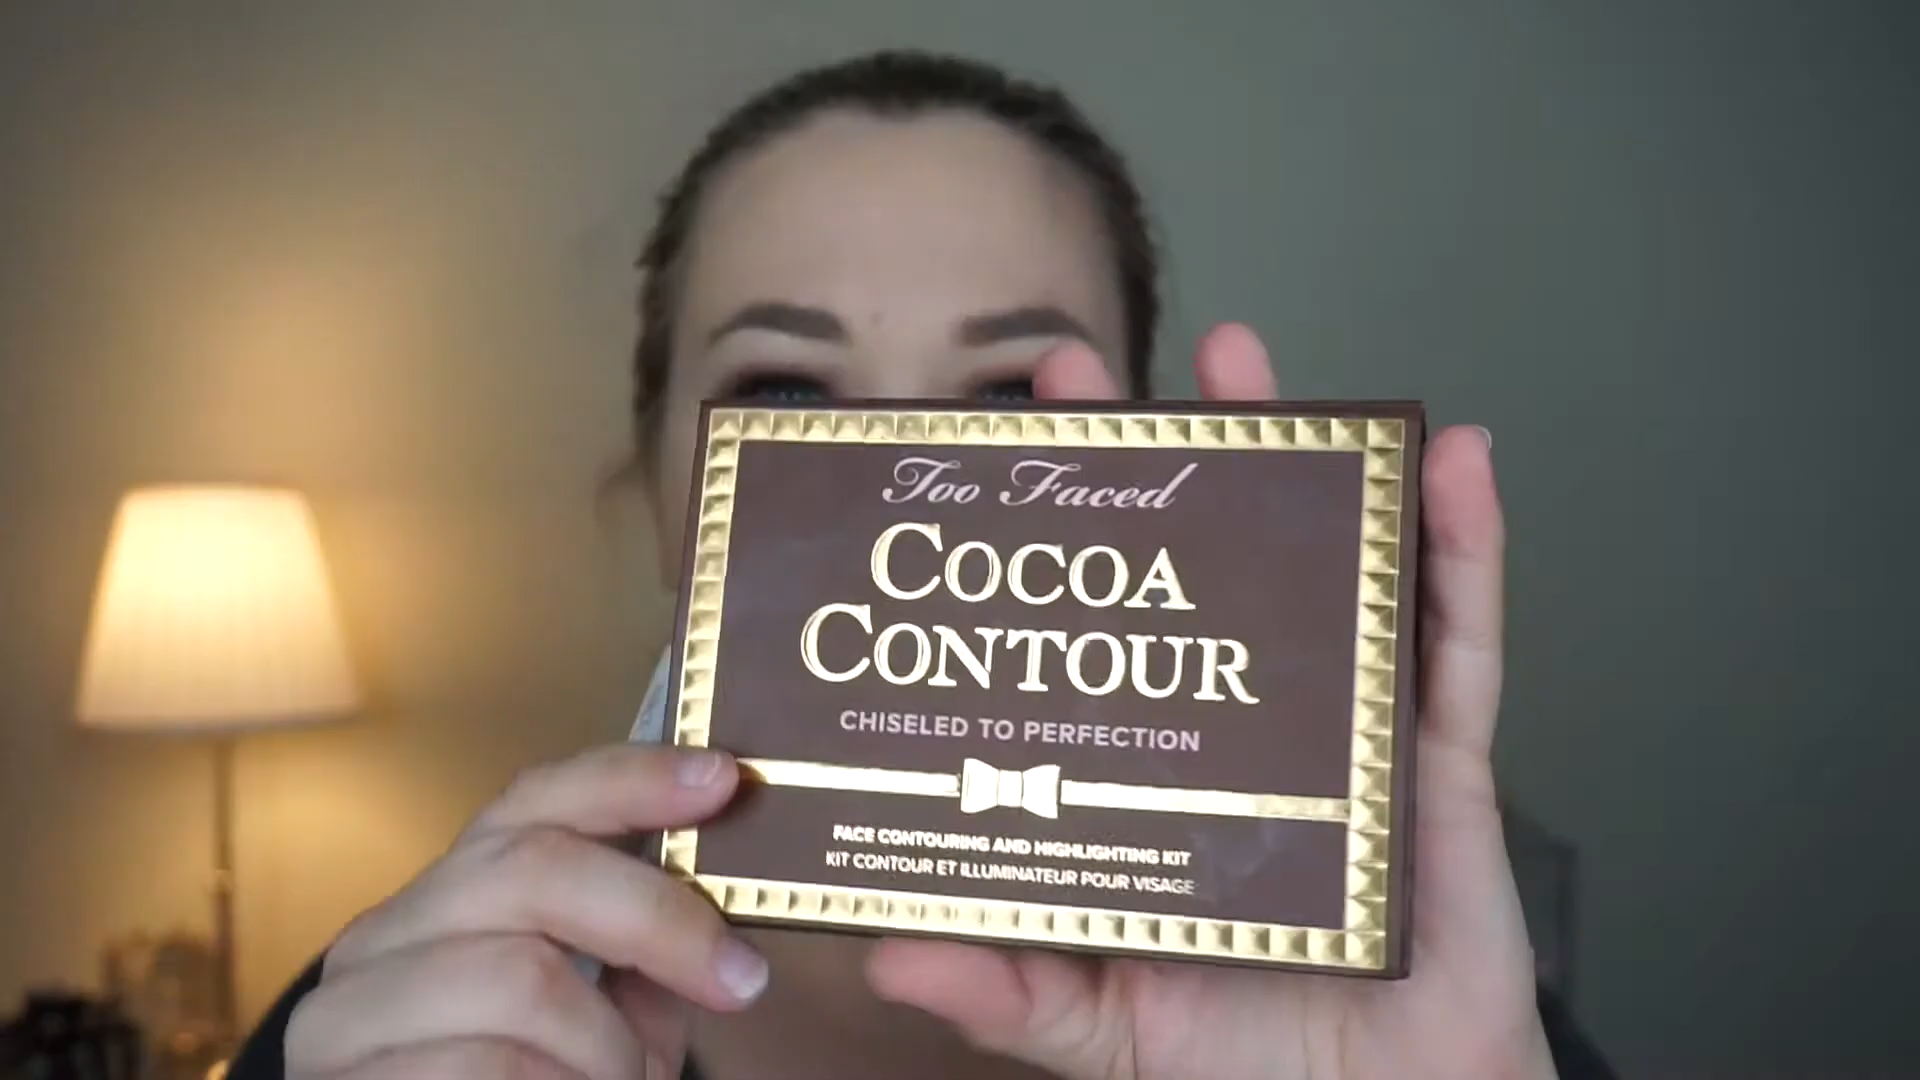 Too Faced
COCOA
CONTOUR
CHISELED TO PERFECTION
FACE CONTOURING AND HIGHLIGHTING KIT
KIT CONTOUR ET ILLUMINATEUR POUR VISAGE